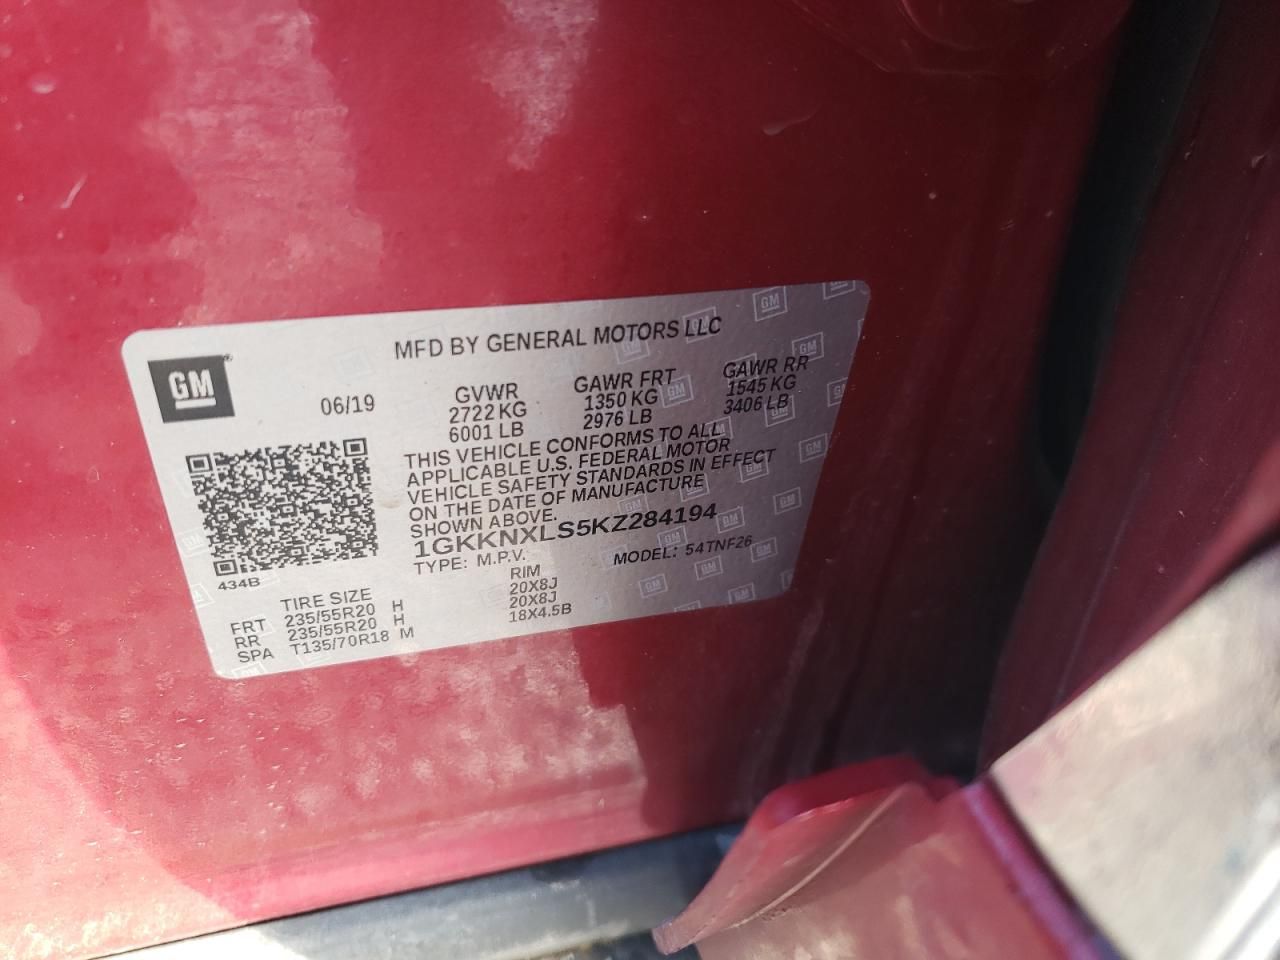 MFD BY GENERAL MOTORS LLC
GM ®
06/19
GVWR GAWR FRT GAWR RR
2722 KG 1350 KG 1545 KG
6001 LB 2976 LB 3406 LB
THIS VEHICLE CONFORMS TO ALL
APPLICABLE U.S. FEDERAL MOTOR
VEHICLE SAFETY STANDARDS IN EFFECT
ON THE DATE OF MANUFACTURE
SHOWN ABOVE.
1GKKNXLS5KZ284194
TYPE: M.P.V. MODEL: 54TNF26
434B
TIRE SIZE RIM
FRT 235/55R20 H 20X8J
RR 235/55R20 H 20X8J
SPA T135/70R18 M 18X4.5B